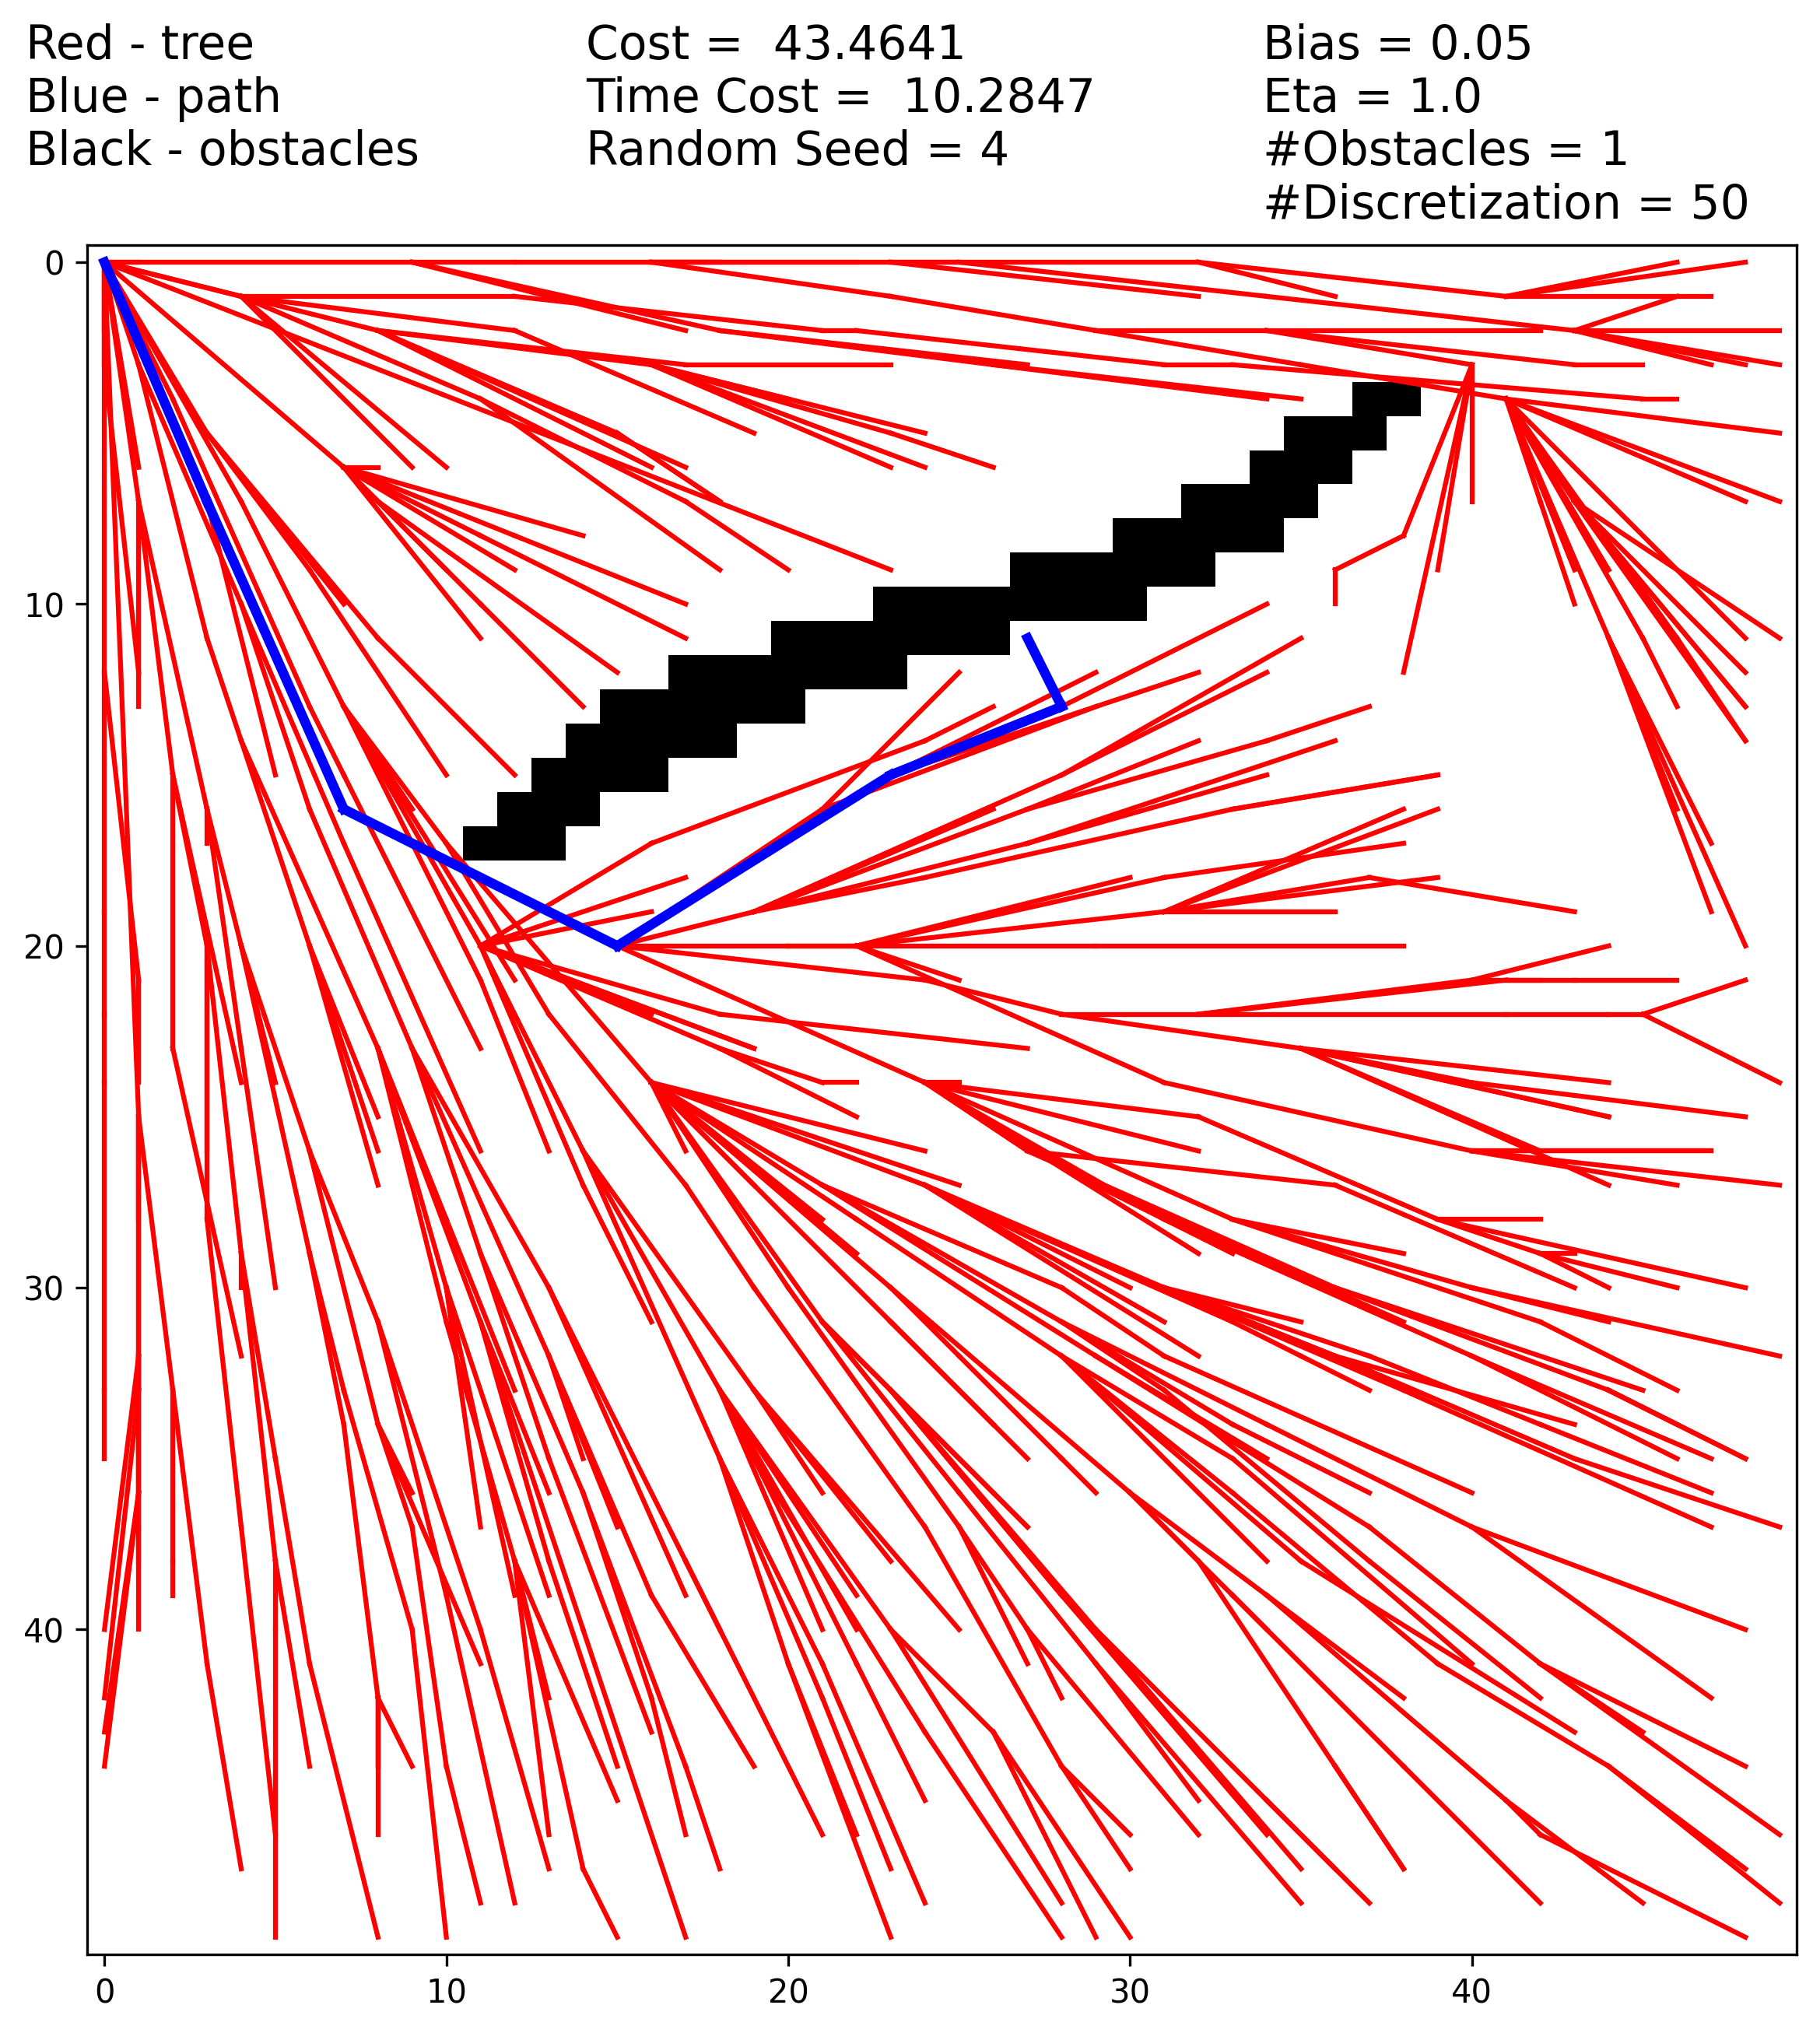 Red - tree
Blue - path
Black - obstacles
Cost =  43.4641
Time Cost =  10.2847
Random Seed = 4
Bias = 0.05
Eta = 1.0
#Obstacles = 1
#Discretization = 50
0
10
20
30
40
0
10
20
30
40